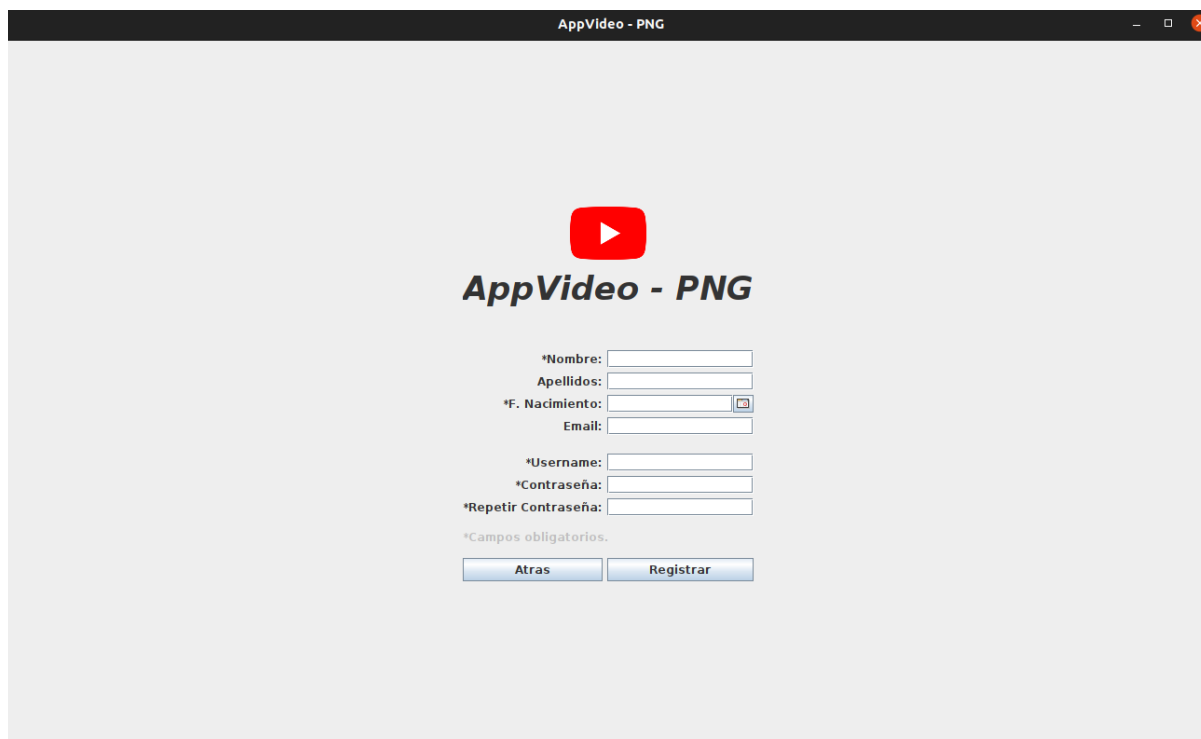 AppVideo - PNG
AppVideo - PNG
*Nombre:
Apellidos:
*F. Nacimiento:
Email:
*Username:
*Contraseña:
*Repetir Contraseña:
*Campos obligatorios.
Atras Registrar